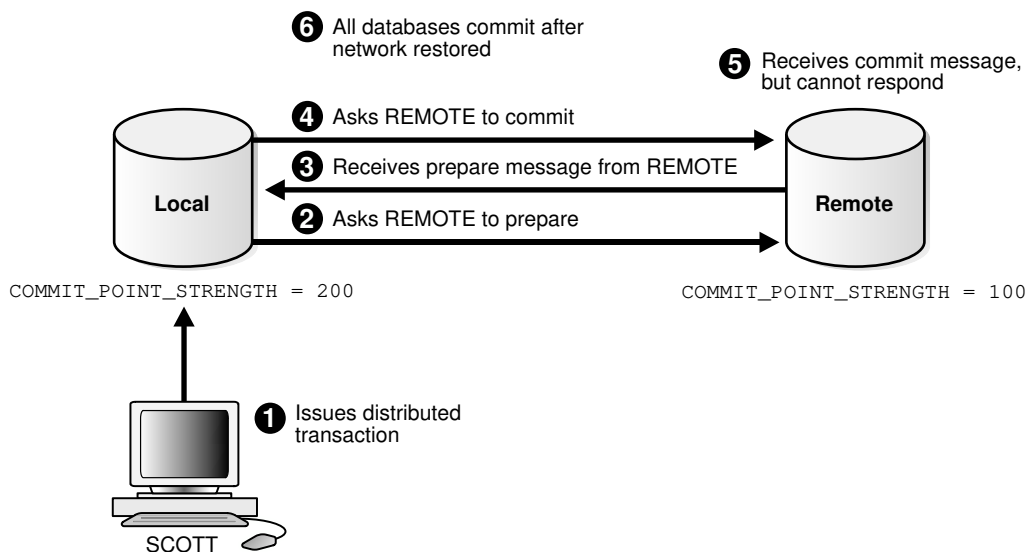 6 All databases commit after
network restored
5 Receives commit message,
but cannot respond
4 Asks REMOTE to commit
3 Receives prepare message from REMOTE
Local
Remote
2 Asks REMOTE to prepare
COMMIT_POINT_STRENGTH = 200
COMMIT_POINT_STRENGTH = 100
1 Issues distributed
transaction
SCOTT